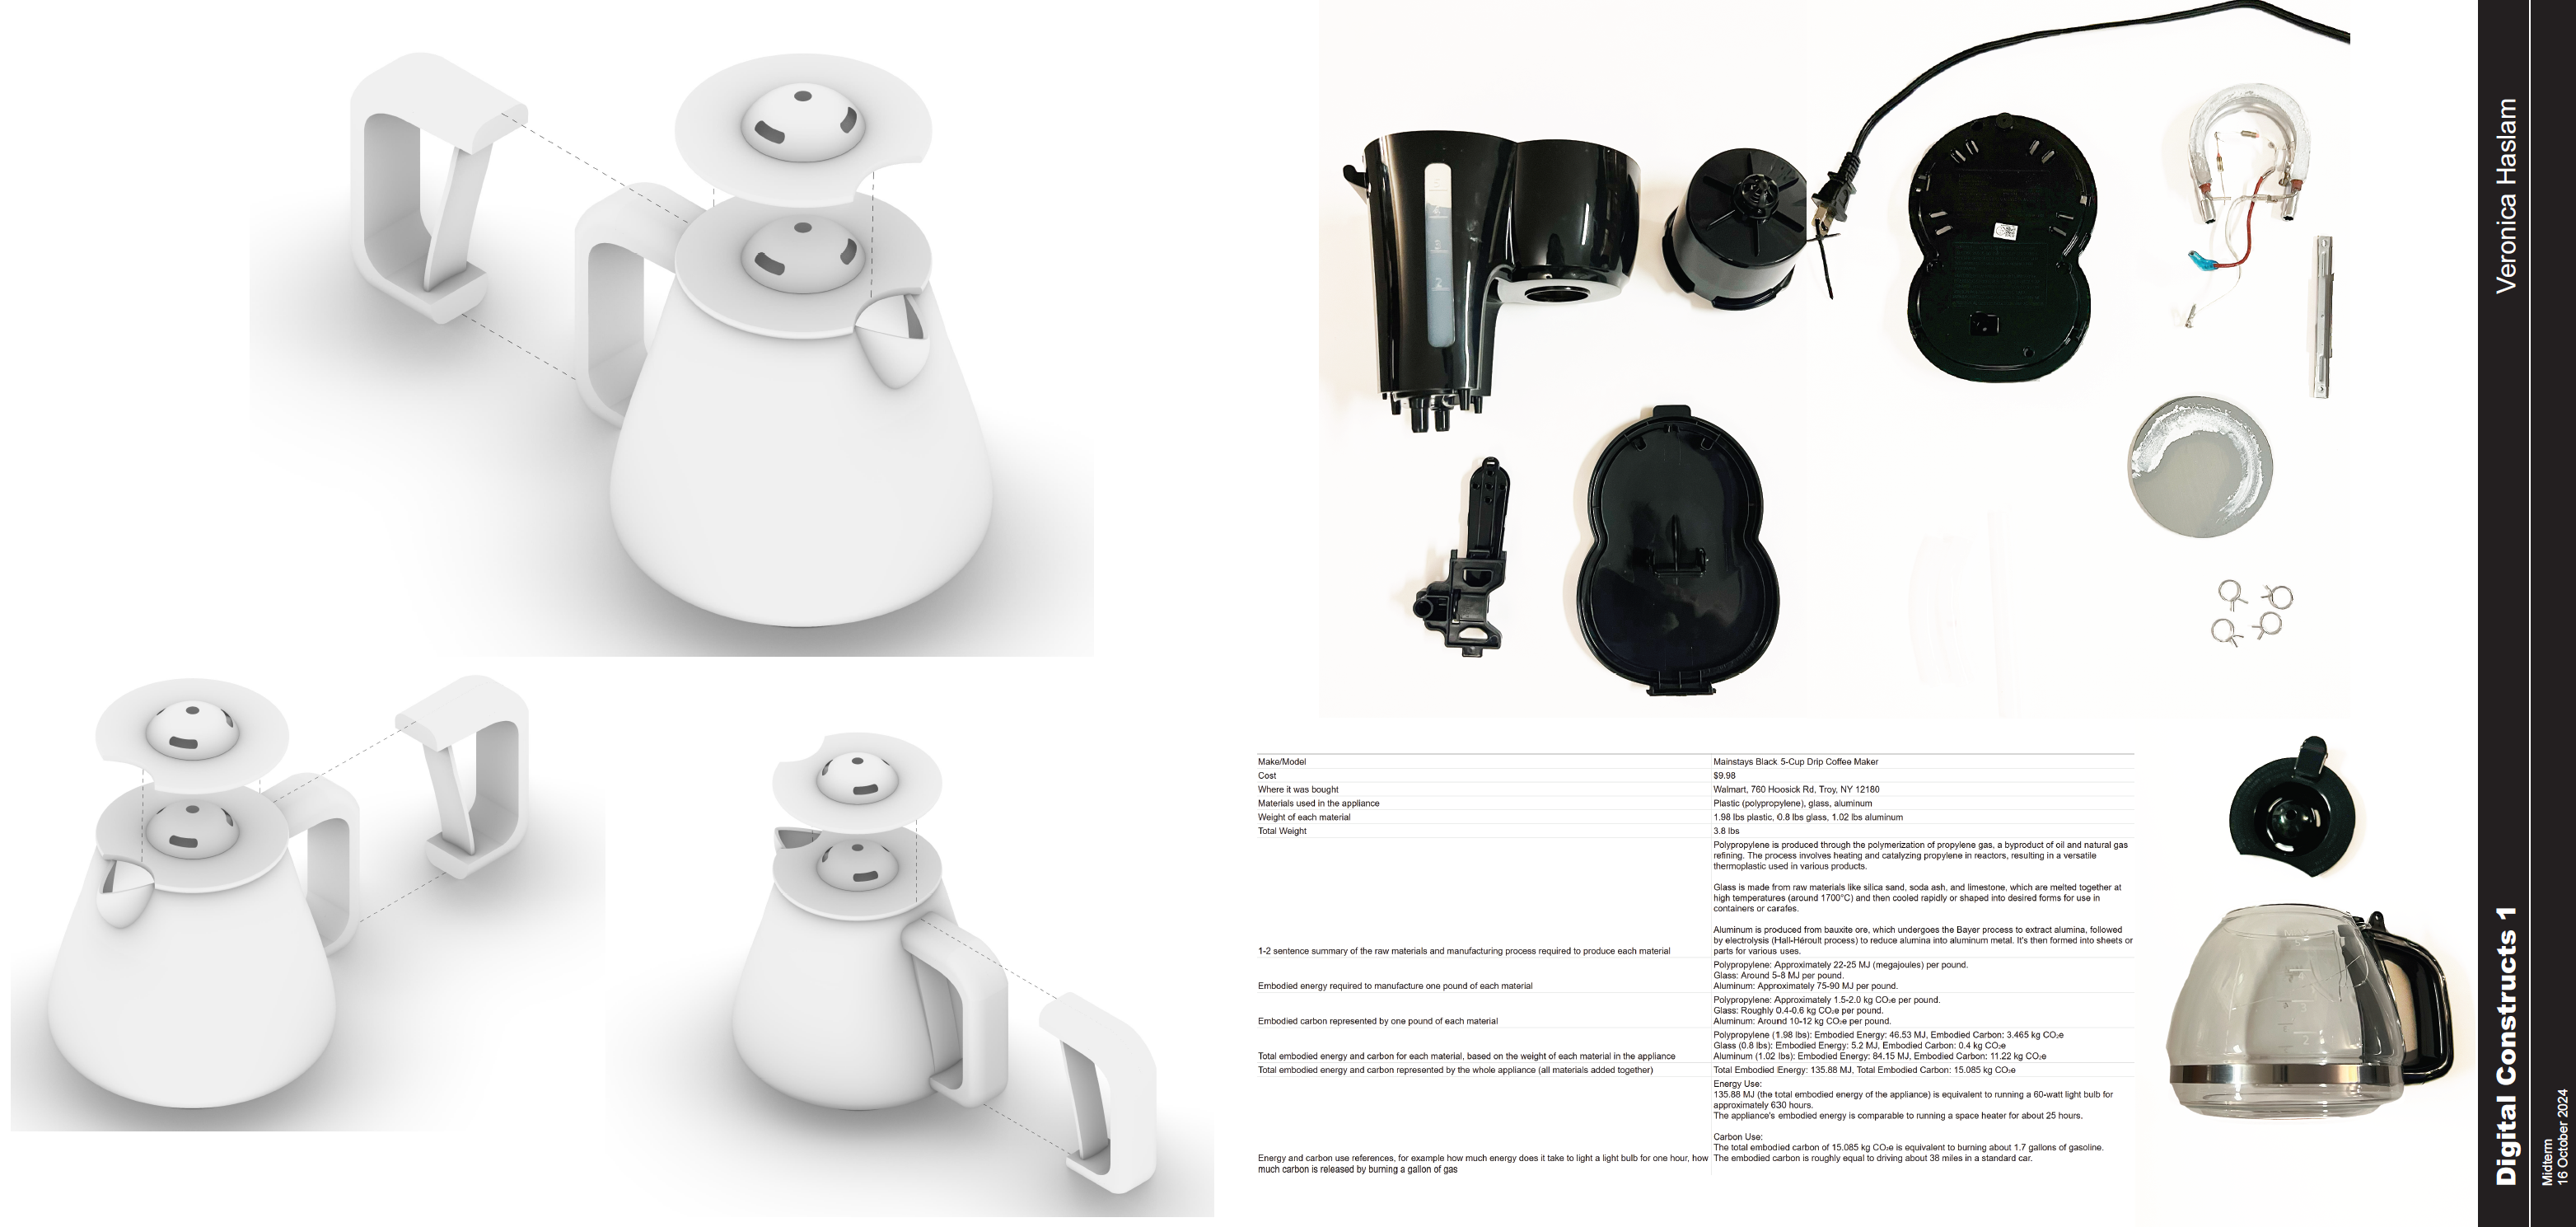 Make/Model
Mainstays Black 5-Cup Drip Coffee Maker
Cost
$9.98
Where it was bought
Walmart, 760 Hoosick Rd, Troy, NY 12180
Materials used in the appliance
Plastic (polypropylene), glass, aluminum
Weight of each material
1.98 lbs plastic, 0.8 lbs glass, 1.02 lbs aluminum
Total Weight
3.8 lbs
1-2 sentence summary of the raw materials and manufacturing process required to produce each material
Polypropylene is produced through the polymerization of propylene gas, a byproduct of oil and natural gas
refining. The process involves heating and catalyzing propylene in reactors, resulting in a versatile
thermoplastic used in various products.
Glass is made from raw materials like silica sand, soda ash, and limestone, which are melted together at
high temperatures (around 1700°C) and then cooled rapidly or shaped into desired forms for use in
containers or carafes.
Aluminum is produced from bauxite ore, which undergoes the Bayer process to extract alumina, followed
by electrolysis (Hall-Héroult process) to reduce alumina into aluminum metal. It's then formed into sheets or
parts for various uses.
Embodied energy required to manufacture one pound of each material
Polypropylene: Approximately 22-25 MJ (megajoules) per pound.
Glass: Around 5-8 MJ per pound.
Aluminum: Approximately 75-90 MJ per pound.
Embodied carbon represented by one pound of each material
Polypropylene: Approximately 1.5-2.0 kg CO₂e per pound.
Glass: Roughly 0.4-0.6 kg CO₂e per pound.
Aluminum: Around 10-12 kg CO₂e per pound.
Total embodied energy and carbon for each material, based on the weight of each material in the appliance
Polypropylene (1.98 lbs): Embodied Energy: 46.53 MJ, Embodied Carbon: 3.465 kg CO₂e
Glass (0.8 lbs): Embodied Energy: 5.2 MJ, Embodied Carbon: 0.4 kg CO₂e
Aluminum (1.02 lbs): Embodied Energy: 84.15 MJ, Embodied Carbon: 11.22 kg CO₂e
Total embodied energy and carbon represented by the whole appliance (all materials added together)
Total Embodied Energy: 135.88 MJ, Total Embodied Carbon: 15.085 kg CO₂e
Energy and carbon use references, for example how much energy does it take to light a light bulb for one hour, how
much carbon is released by burning a gallon of gas
Energy Use:
135.88 MJ (the total embodied energy of the appliance) is equivalent to running a 60-watt light bulb for
approximately 630 hours.
The appliance's embodied energy is comparable to running a space heater for about 25 hours.
Carbon Use:
The total embodied carbon of 15.085 kg CO₂e is equivalent to burning about 1.7 gallons of gasoline.
The embodied carbon is roughly equal to driving about 38 miles in a standard car.
Veronica Haslam
Digital Constructs 1
Midterm
16 October 2024